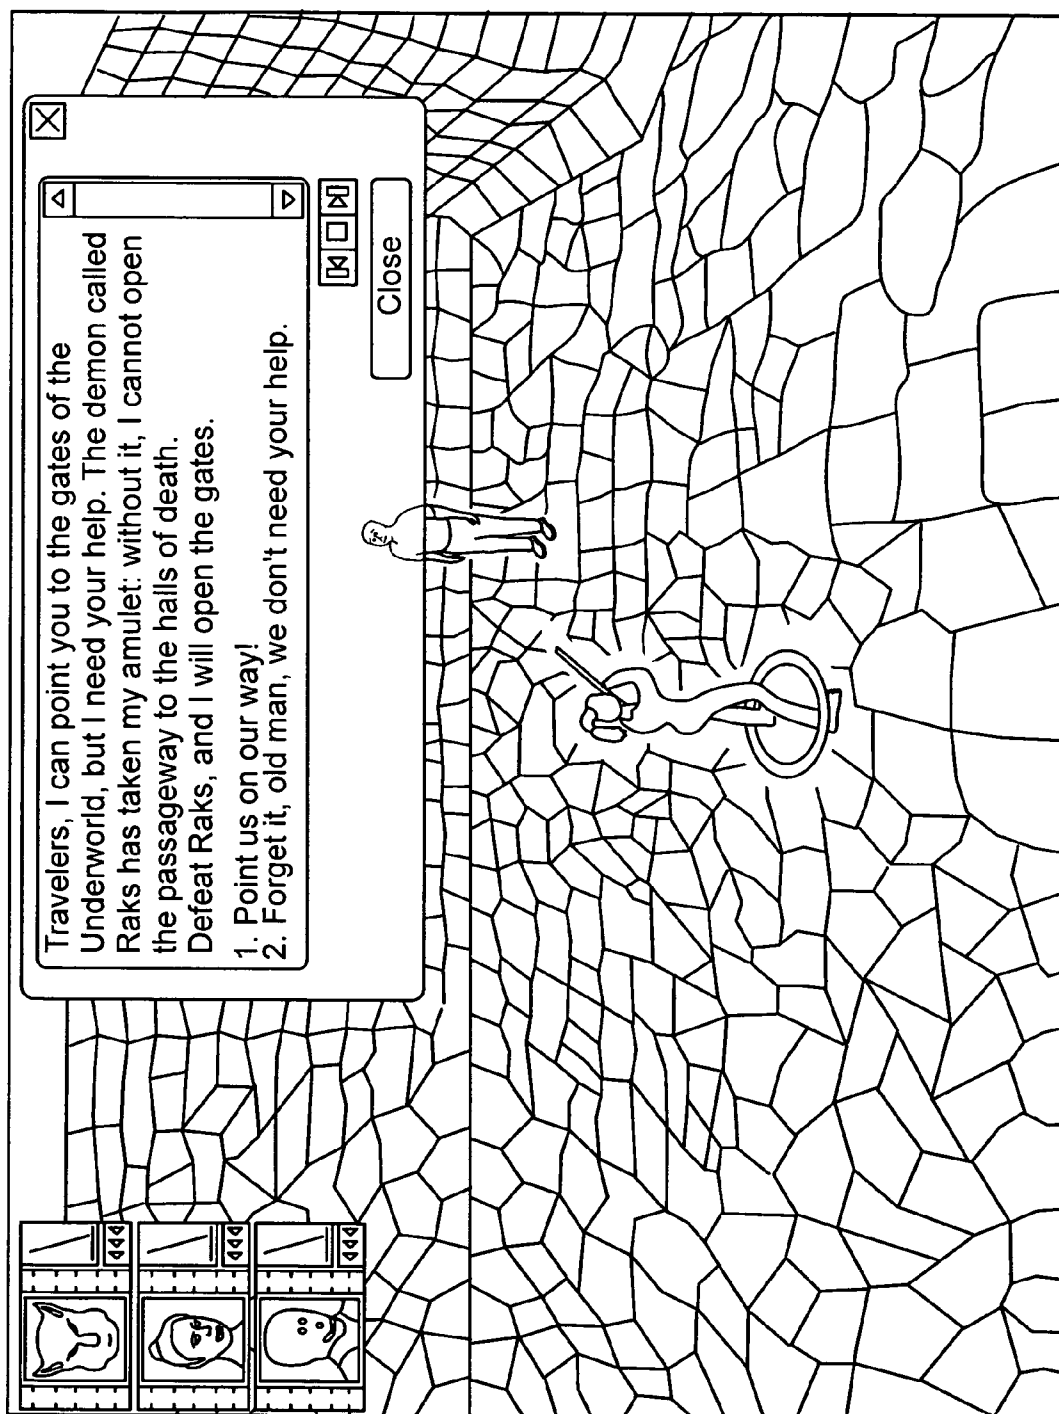 Travelers, I can point you to the gates of the
Underworld, but I need your help. The demon called
Raks has taken my amulet: without it, I cannot open
the passageway to the halls of death.
Defeat Raks, and I will open the gates.
1. Point us on our way!
2. Forget it, old man, we don't need your help.
Close